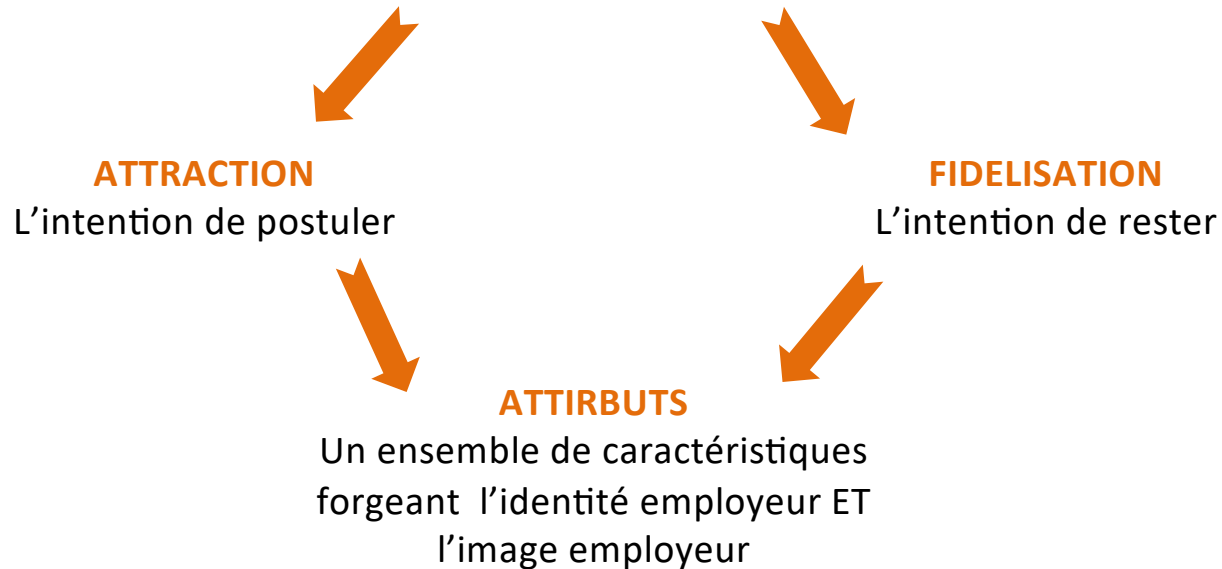 ATTRACTION
L’intention de postuler
FIDELISATION
L’intention de rester
ATTIRBUTS
Un ensemble de caractéristiques
forgeant l’identité employeur ET
l’image employeur